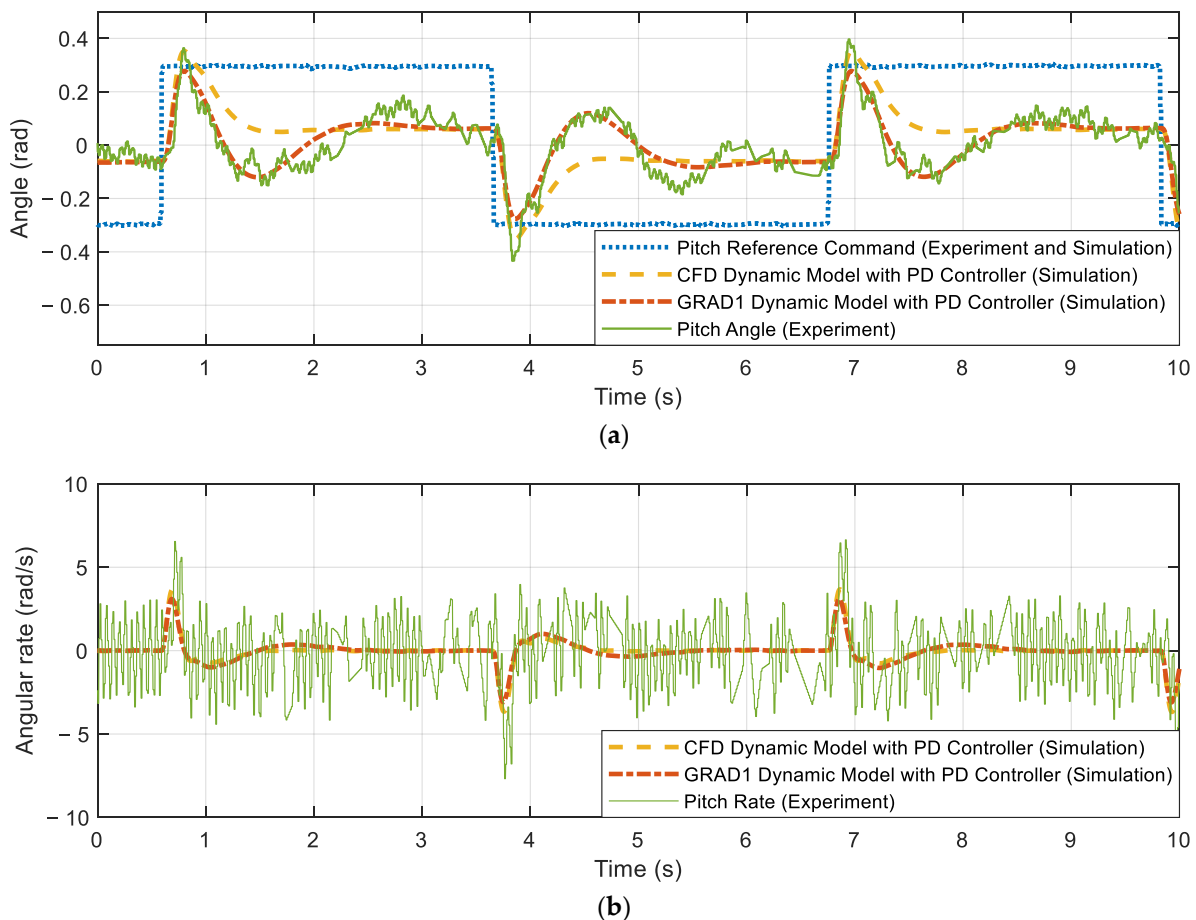 0.4
0.2
0
− 0.2
− 0.4
− 0.6
Angle (rad)
Pitch Reference Command (Experiment and Simulation)
CFD Dynamic Model with PD Controller (Simulation)
GRAD1 Dynamic Model with PD Controller (Simulation)
Pitch Angle (Experiment)
0 1 2 3 4 5 6 7 8 9 10
Time (s)
(a)
10
5
0
− 5
− 10
Angular rate (rad/s)
CFD Dynamic Model with PD Controller (Simulation)
GRAD1 Dynamic Model with PD Controller (Simulation)
Pitch Rate (Experiment)
0 1 2 3 4 5 6 7 8 9 10
Time (s)
(b)